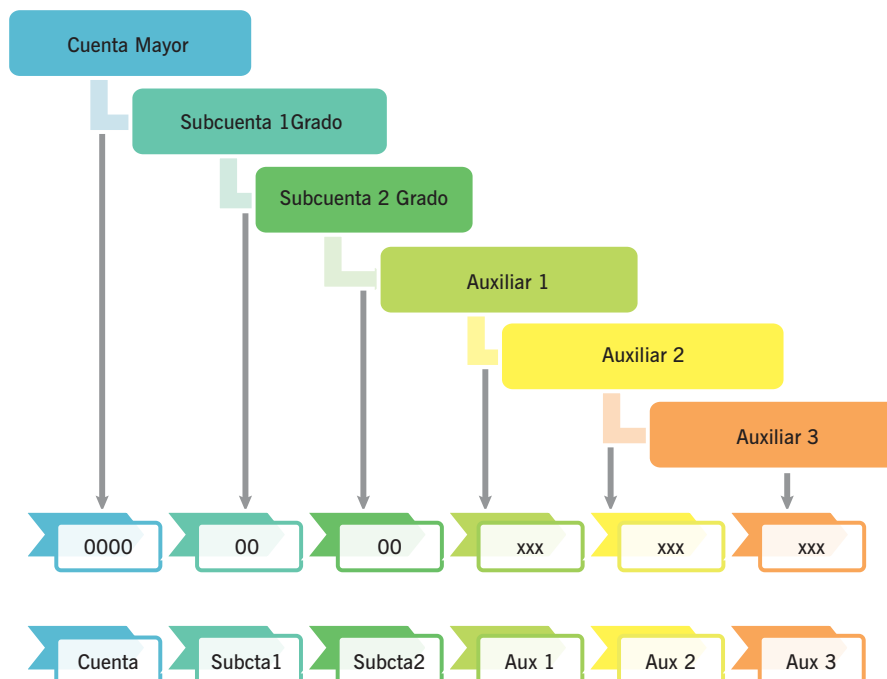 Cuenta Mayor
Subcuenta 1Grado
Subcuenta 2 Grado
Auxiliar 1
Auxiliar 2
Auxiliar 3
0000 00 00 xxx xxx xxx
Cuenta Subcta1 Subcta2 Aux 1 Aux 2 Aux 3